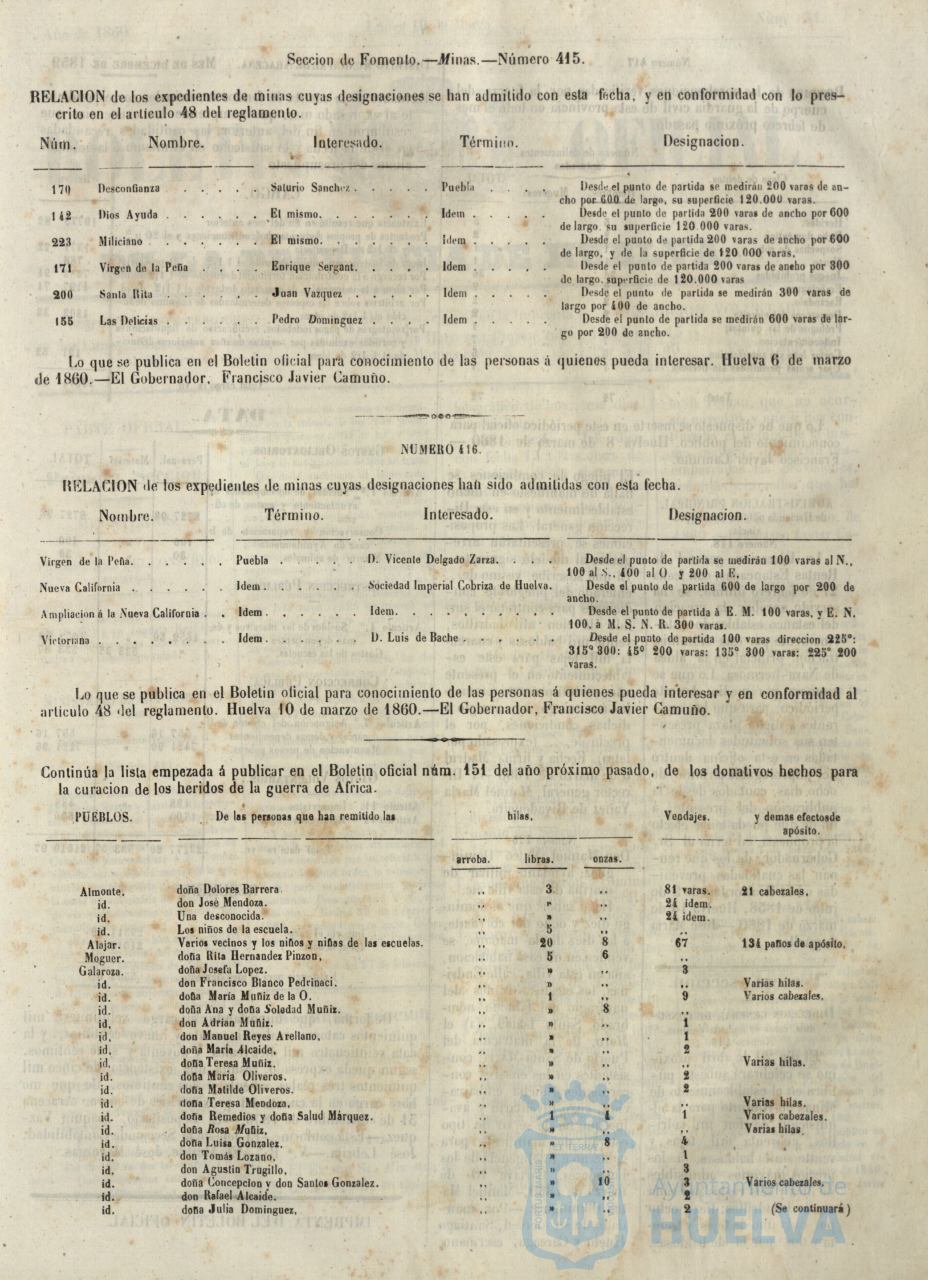 Seccion de Fomento.—Minas.—Número 415.
RELACION de los expedientes de minas cuyas designaciones se han admitido con esta fecha, y en conformidad con lo pres-
crito en el artículo 48 del reglamento.
Núm. Nombre. Interesado. Término. Designacion.
170 Desconfianza . . . . . Saturio Sanchez . . . . . Puebla . . . . Desde el punto de partida se medirán 200 varas de an-
cho por 600 de largo, su superficie 120.000 varas.
142 Dios Ayuda . . . . . . El mismo. . . . . . . Idem . . . . . Desde el punto de partida 200 varas de ancho por 600
de largo su superficie 120.000 varas.
223 Miliciano . . . . . . El mismo. . . . . . . Idem . . . . . Desde el punto de partida 200 varas de ancho por 600
de largo, y de la superficie de 120 000 varas.
171 Virgen de la Peña . . . . Enrique Sergant. . . . . Idem . . . . . Desde el punto de partida 200 varas de ancho por 300
de largo. superficie de 120.000 varas
200 Santa Rita . . . . . . Juan Vazquez . . . . . Idem . . . . . Desde el punto de partida se medirán 300 varas de
largo por 400 de ancho.
155 Las Delicias . . . . . . Pedro Dominguez . . . . Idem . . . . . Desde el punto de partida se medirán 600 varas de lar-
go por 200 de ancho.
Lo que se publica en el Boletin oficial para conocimiento de las personas á quienes pueda interesar. Huelva 6 de marzo
de 1860.—El Gobernador, Francisco Javier Camuño.
NUMERO 416.
RELACION de los expedientes de minas cuyas designaciones han sido admitidas con esta fecha.
Nombre. Término. Interesado. Designacion.
Virgen de la Peña. . . . . . Puebla . . . . . D. Vicente Delgado Zarza. . . . Desde el punto de partida se medirán 100 varas al N.,
100 al S., 400 al O. y 200 al E.
Nueva California . . . . . . Idem . . . . . . Sociedad Imperial Cobriza de Huelva. Desde el punto de partida 600 de largo por 200 de
ancho.
Ampliacion á la Nueva California . . Idem . . . . . . Idem. . . . . . . . . Desde el punto de partida á E. M. 100 varas, y E. N.
100. á M. S. N. R. 300 varas.
Victoriana . . . . . . . . Idem . . . . . . D. Luis de Bache . . . . . . Desde el punto de partida 100 varas direccion 225º:
315º 300: 45º 200 varas: 135º 300 varas: 225º 200
varas.
Lo que se publica en el Boletin oficial para conocimiento de las personas á quienes pueda interesar y en conformidad al
artículo 48 del reglamento. Huelva 10 de marzo de 1860.—El Gobernador, Francisco Javier Camuño.
Continúa la lista empezada á publicar en el Boletin oficial núm. 151 del año próximo pasado, de los donativos hechos para
la curacion de los heridos de la guerra de Africa.
PUEBLOS. De las personas que han remitido las hilas. Vendajes. y demas efectosde
apósito.
arroba. libras. onzas.
Almonte. doña Dolores Barrera ,, 3 ,, 81 varas. 21 cabezales.
id. don José Mendoza. ,, » ,, 24 idem.
id. Una desconocida. ,, » ,, 24 idem.
id. Los niños de la escuela. ,, 5 ,, ,,
Alajar. Varios vecinos y los niños y niñas de las escuelas. ,, 20 8 67 134 paños de apósito.
Moguer. doña Rita Hernandez Pinzon, ,, 5 6 ,,
Galaroza. doña Josefa Lopez. ,, » ,, 3
id. don Francisco Blanco Pedrinaci. ,, » ,, ,, Varias hilas.
id. doña María Muñiz de la O. ,, 1 ,, 9 Varios cabezales.
id. doña Ana y doña Soledad Muñiz. ,, » 8 ,,
id. don Adrian Muñiz. ,, » ,, 1
id. don Manuel Reyes Arellano, ,, » ,, 1
id. doña María Alcaide, ,, » ,, 2
id. doña Teresa Muñiz. ,, » ,, ,, Varias hilas.
id. doña María Oliveros. ,, » ,, 2
id. doña Matilde Oliveros. ,, » ,, 2
id. doña Teresa Mendoza, ,, » ,, ,, Varias hilas.
id. doña Remedios y doña Salud Márquez. ,, 1 4 1 Varios cabezales.
id. doña Rosa Muñiz, ,, » ,, ,, Varias hilas.
id. doña Luisa Gonzalez. ,, » 8 4
id. don Tomás Lozano, ,, » ,, 1
id. don Agustin Trugillo, ,, » ,, 3
id. doña Concepcion y don Santos Gonzalez. ,, » 10 3 Varios cabezales.
id. don Rafael Alcaide. ,, » ,, 2
id. doña Julia Dominguez, ,, » ,, 2 (Se continuará)
Ayuntamiento de
HUELVA